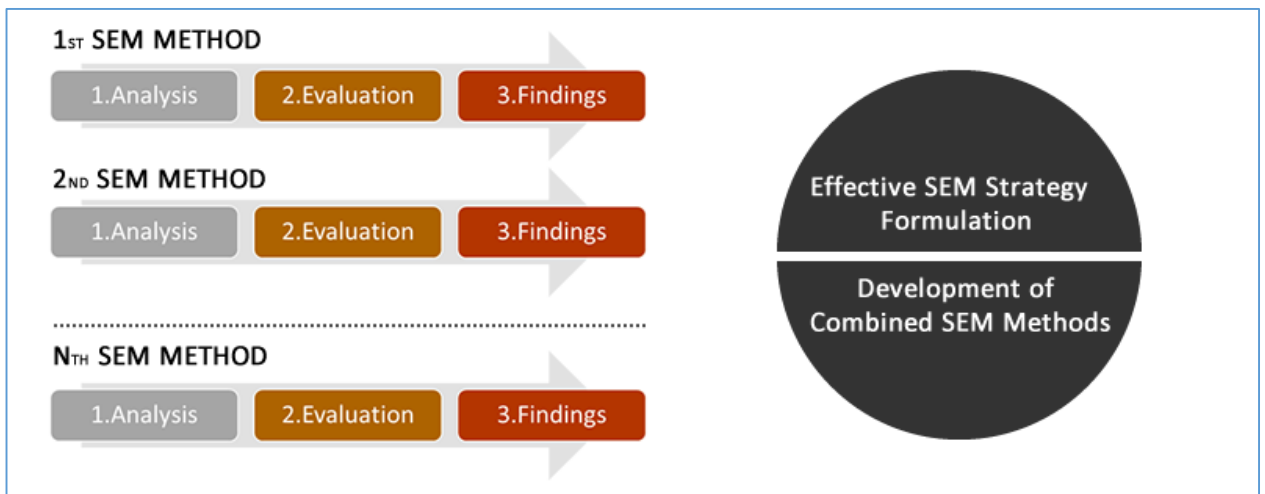 1ST SEM METHOD
1.Analysis 2.Evaluation 3.Findings
2ND SEM METHOD
1.Analysis 2.Evaluation 3.Findings
NTH SEM METHOD
1.Analysis 2.Evaluation 3.Findings
Effective SEM Strategy
Formulation
Development of
Combined SEM Methods